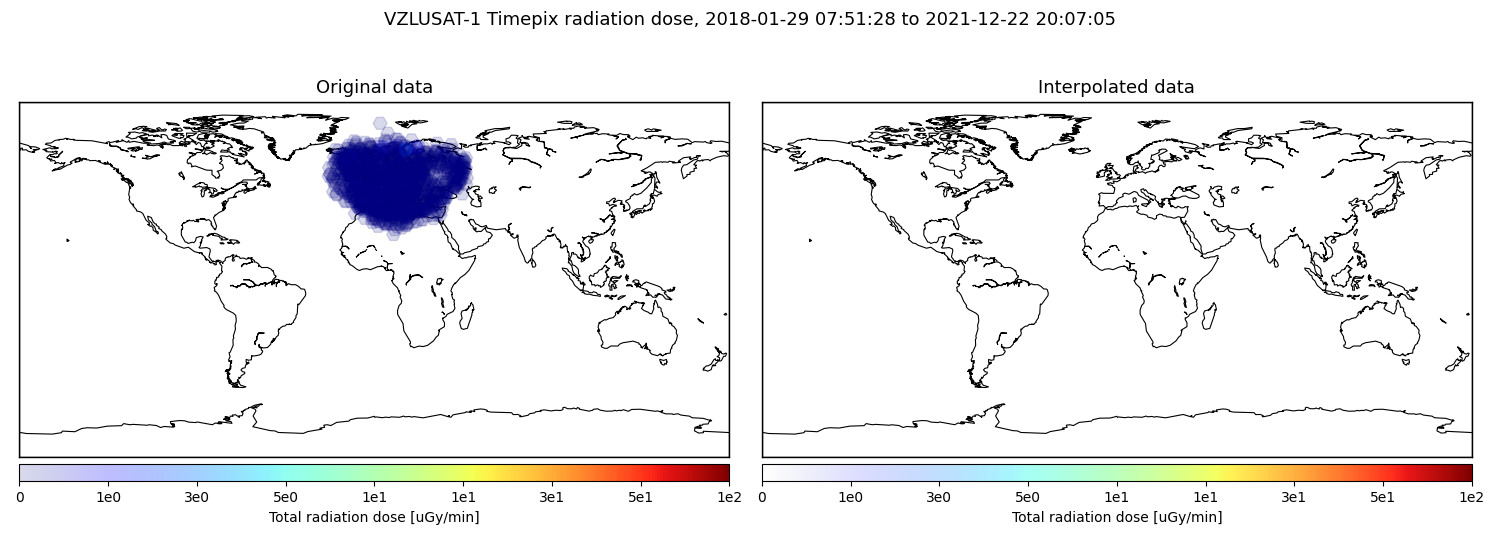 VZLUSAT-1 Timepix radiation dose, 2018-01-29 07:51:28 to 2021-12-22 20:07:05
Original data
Interpolated data
0 1e0 3e0 5e0 1e1 1e1 3e1 5e1 1e2
Total radiation dose [uGy/min]
0 1e0 3e0 5e0 1e1 1e1 3e1 5e1 1e2
Total radiation dose [uGy/min]